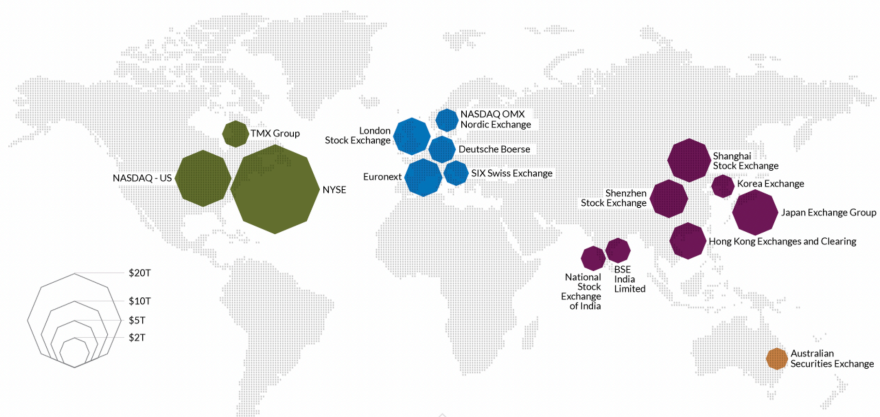 NASDAQ OMX
Nordic Exchange
TMX Group
London
Stock Exchange
Deutsche Boerse
Shanghai
Stock Exchange
NASDAQ - US
Euronext
SIX Swiss Exchange
NYSE
Korea Exchange
Shenzhen
Stock Exchange
Japan Exchange Group
Hong Kong Exchanges and Clearing
National
Stock
Exchange
of India
BSE
India
Limited
$20T
$10T
$5T
$2T
Australian
Securities Exchange